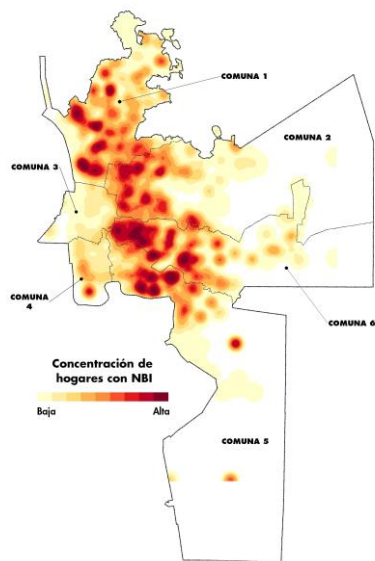 COMUNA 1
COMUNA 2
COMUNA 3
COMUNA
4
COMUNA 6
Concentración de
hogares con NBI
Baja Alta
COMUNA 5